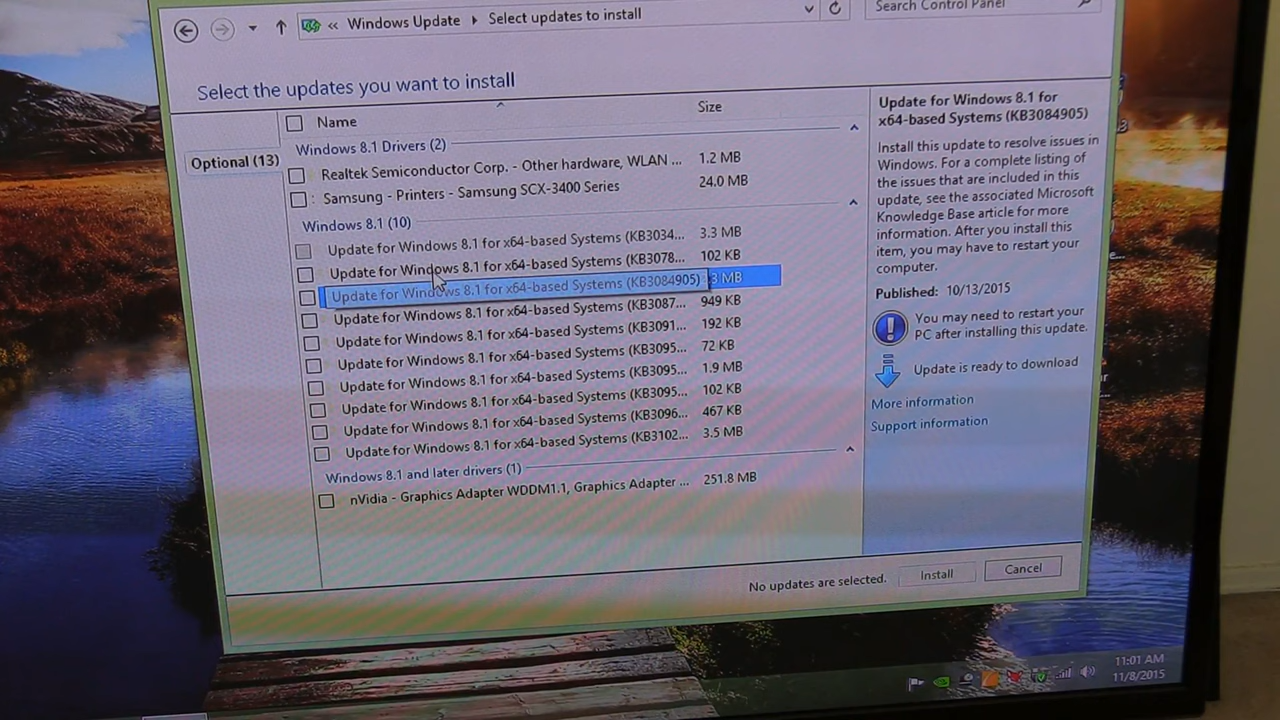 « Windows Update ▸ Select updates to install
Search Control Panel
Select the updates you want to install
Name
Size
Optional (13)
Windows 8.1 Drivers (2)
Realtek Semiconductor Corp. - Other hardware, WLAN ... 1.2 MB
Samsung - Printers - Samsung SCX-3400 Series 24.0 MB
Windows 8.1 (10)
Update for Windows 8.1 for x64-based Systems (KB3034... 3.3 MB
Update for Windows 8.1 for x64-based Systems (KB3078... 102 KB
Update for Windows 8.1 for x64-based Systems (KB3084905) .3 MB
Update for Windows 8.1 for x64-based Systems (KB3087... 949 KB
Update for Windows 8.1 for x64-based Systems (KB3091... 192 KB
Update for Windows 8.1 for x64-based Systems (KB3095... 72 KB
Update for Windows 8.1 for x64-based Systems (KB3095... 1.9 MB
Update for Windows 8.1 for x64-based Systems (KB3095... 102 KB
Update for Windows 8.1 for x64-based Systems (KB3096... 467 KB
Update for Windows 8.1 for x64-based Systems (KB3102... 3.5 MB
Windows 8.1 and later drivers (1)
nVidia - Graphics Adapter WDDM1.1, Graphics Adapter ... 251.8 MB
Update for Windows 8.1 for
x64-based Systems (KB3084905)
Install this update to resolve issues in
Windows. For a complete listing of
the issues that are included in this
update, see the associated Microsoft
Knowledge Base article for more
information. After you install this
item, you may have to restart your
computer.
Published: 10/13/2015
You may need to restart your
PC after installing this update.
Update is ready to download
More information
Support information
No updates are selected.
Install
Cancel
11:01 AM
11/8/2015